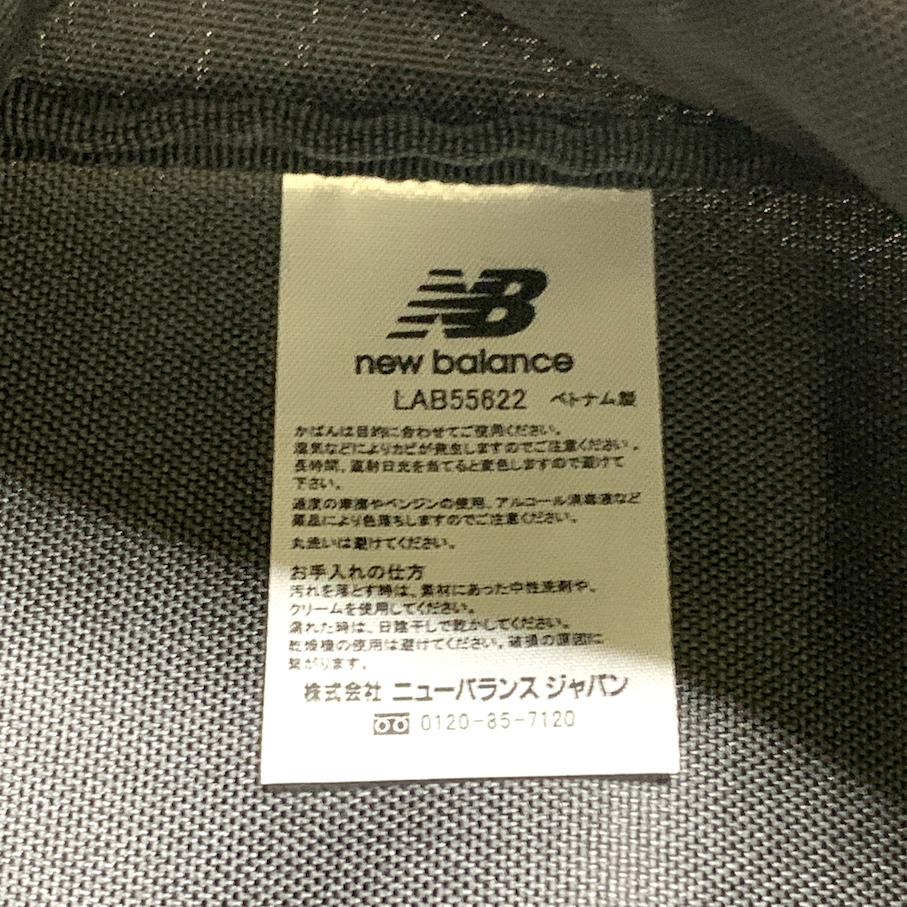 NB
new balance
LAB55622 ベトナム製
かばんは目的に合わせてご使用ください。
湿気などによりカビが発生しますのでご注意ください。
長時間、直射日光を当てると変色しますので避けて
下さい。
過度の摩擦やベンジンの使用、アルコール消毒液など
薬品により色落ちしますのでご注意ください。
丸洗いは避けてください。
お手入れの仕方
汚れを落とす時は、素材にあった中性洗剤や、
クリームを使用してください。
濡れた時は、日陰干しで乾かしてください。
乾燥機の使用は避けてください。破損の原因に
繋がります。
株式会社 ニューバランス ジャパン
0120-85-7120